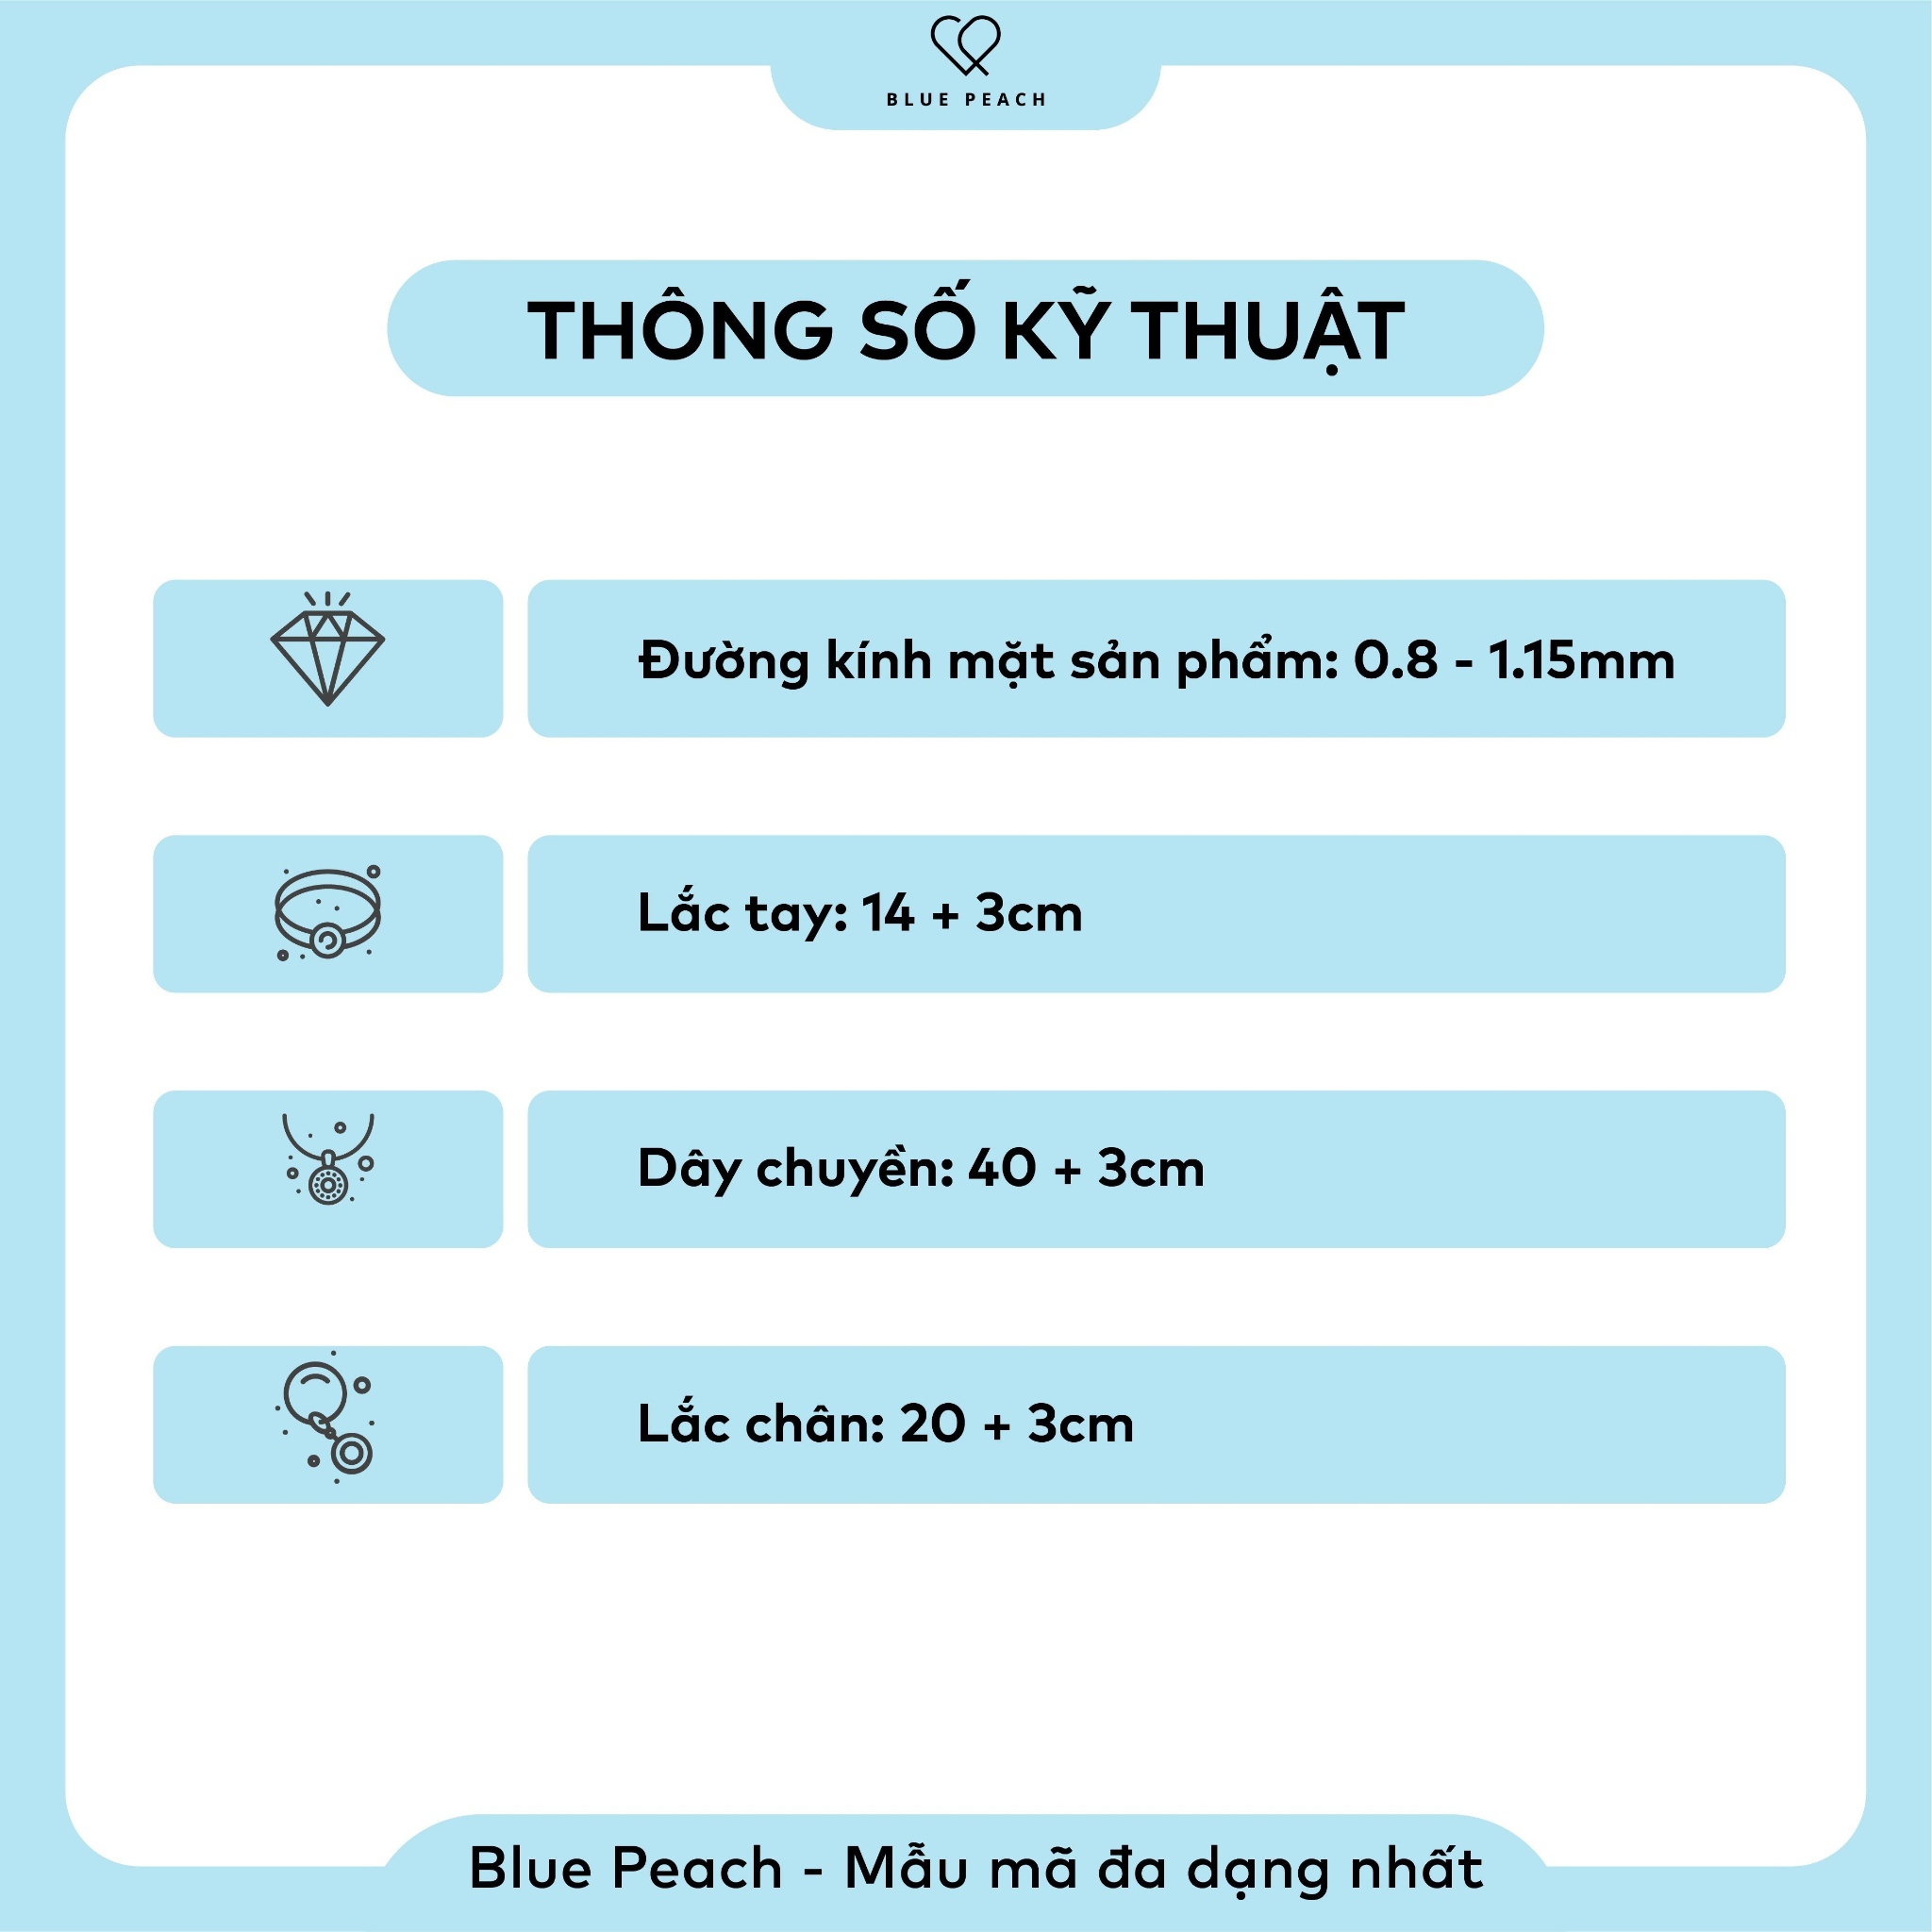 BLUE PEACH
THÔNG SỐ KỸ THUẬT
Đường kính mặt sản phẩm: 0.8 - 1.15mm
Lắc tay: 14 + 3cm
Dây chuyền: 40 + 3cm
Lắc chân: 20 + 3cm
Blue Peach - Mẫu mã đa dạng nhất